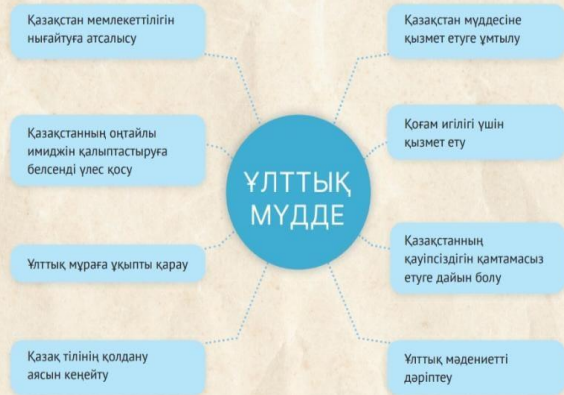 Қазақстан мемлекеттілігін
нығайтуға атсалысу
Қазақстанның оңтайлы
имиджін қалыптастыруға
белсенді үлес қосу
Ұлттық мұраға ұқыпты қарау
Қазақ тілінің қолдану
аясын кеңейту
ҰЛТТЫҚ
МҮДДЕ
Қазақстан мүддесіне
қызмет етуге ұмтылу
Қоғам игілігі үшін
қызмет ету
Қазақстанның
қауіпсіздігін қамтамасыз
етуге дайын болу
Ұлттық мәдениетті
дәріптеу